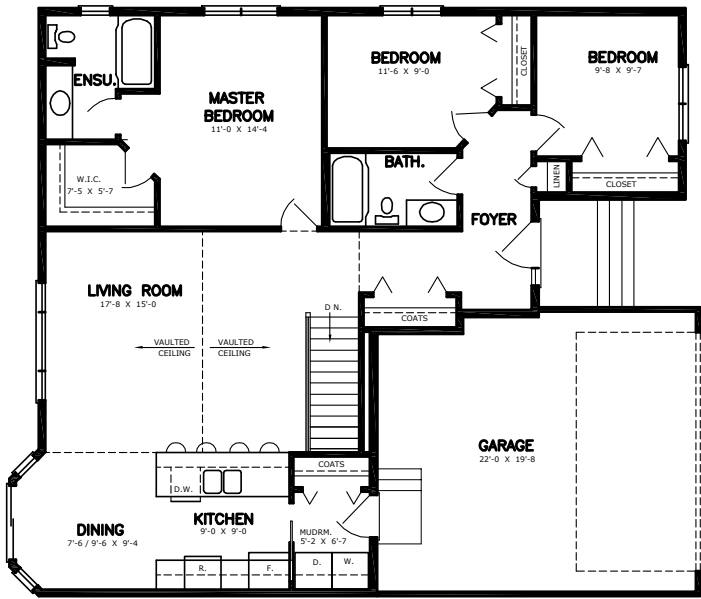 ENSU.
MASTER
BEDROOM
11'-0 X 14'-4
BEDROOM
11'-6 X 9'-0
CLOSET
BEDROOM
9'-8 X 9'-7
W.I.C.
7'-5 X 5'-7
BATH.
LINEN
CLOSET
FOYER
LIVING ROOM
17'-8 X 15'-0
D N.
COATS
VAULTED
CEILING
VAULTED
CEILING
GARAGE
22'-0 X 19'-8
COATS
D.W.
KITCHEN
9'-0 X 9'-0
DINING
7'-6 / 9'-6 X 9'-4
MUDRM.
5'-2 X 6'-7
R.
F.
D.
W.